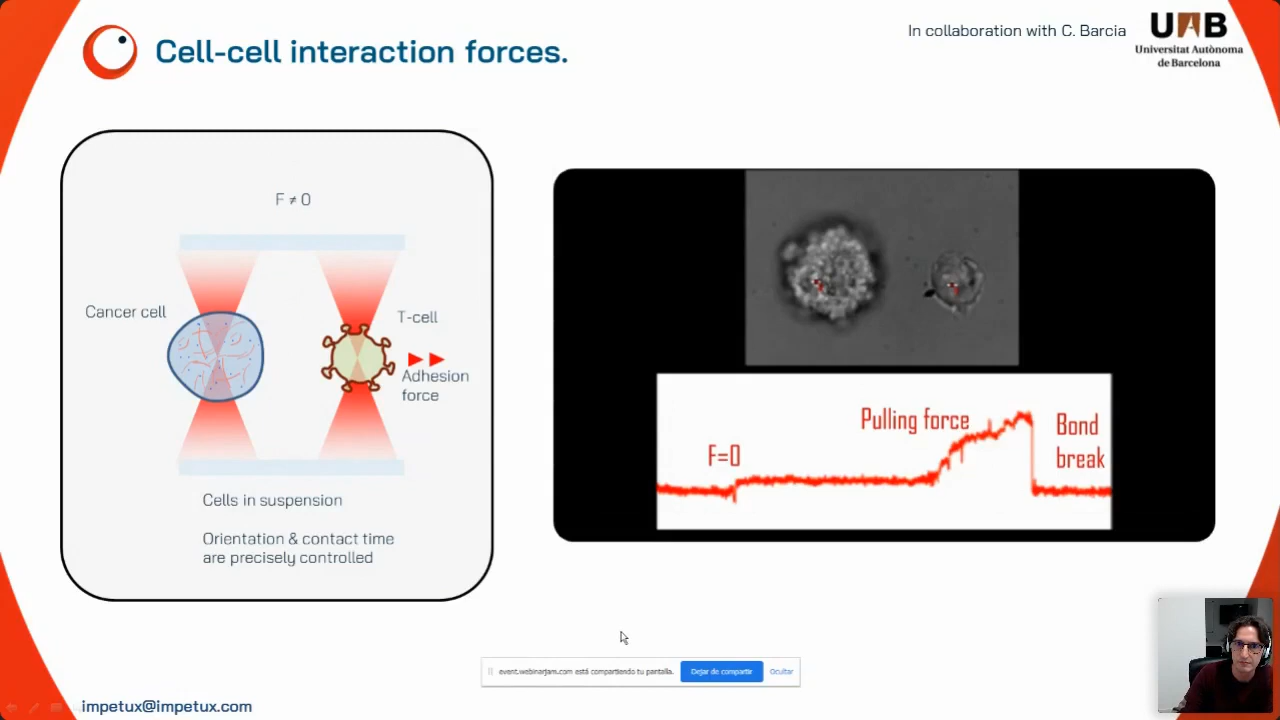 Cell-cell interaction forces.
In collaboration with C. Barcia
UAB
Universitat Autònoma
de Barcelona
F ≠ 0
Cancer cell
T-cell
Adhesion
force
Cells in suspension
Orientation & contact time
are precisely controlled
F=0
Pulling force
Bond
break
event.webinarjam.com está compartiendo tu pantalla.
Dejar de compartir
Ocultar
impetux@impetux.com